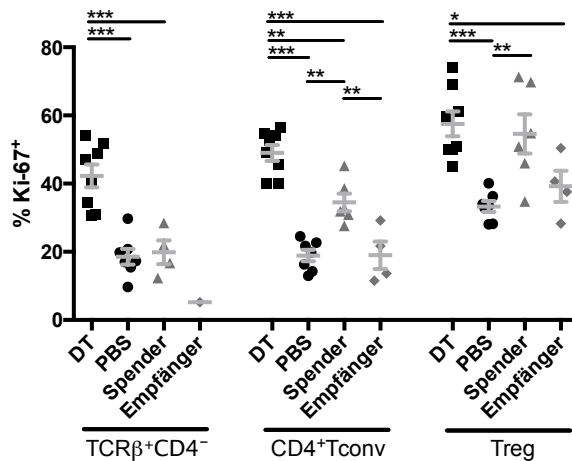 *** *** *
*** ** ***
*** **
** **
**
% Ki-67+
80
60
40
20
0
DT PBS Spender Empfänger DT PBS Spender Empfänger DT PBS Spender Empfänger
TCRβ+CD4− CD4+Tconv Treg